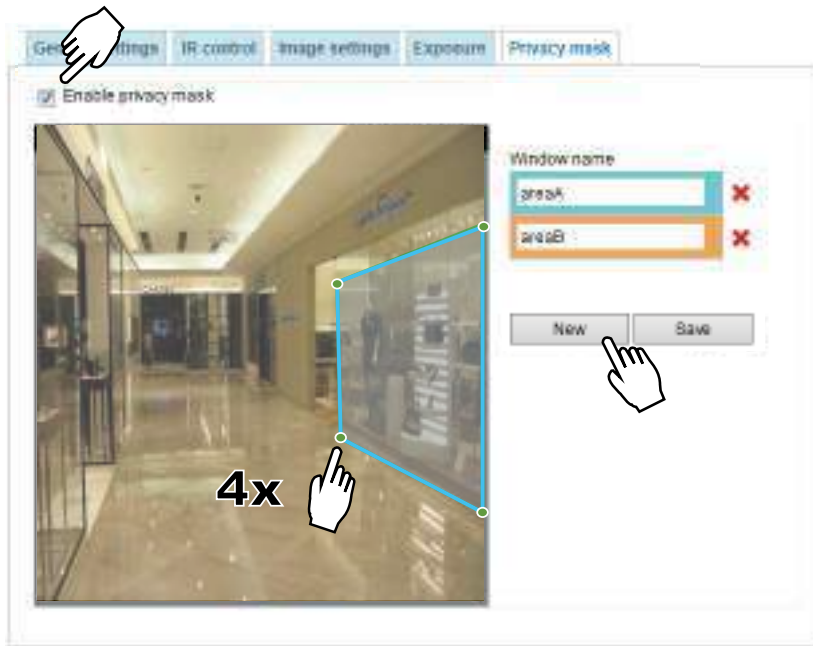 IR control Image settings Exposure Privacy mask
Enable privacy mask
Window name
areaA
areaB
New Save
4x